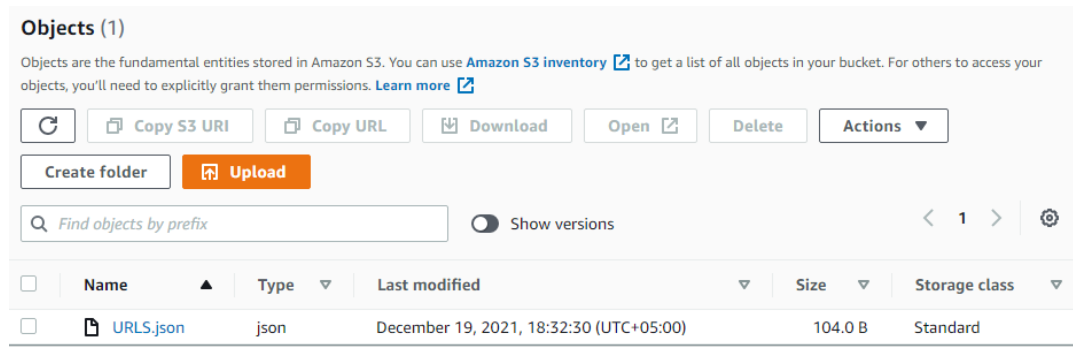 Objects (1)
Objects are the fundamental entities stored in Amazon S3. You can use Amazon S3 inventory to get a list of all objects in your bucket. For others to access your
objects, you'll need to explicitly grant them permissions. Learn more
Copy S3 URI Copy URL Download Open Delete Actions
Create folder Upload
Find objects by prefix Show versions 1
Name Type Last modified Size Storage class
URLS.json json December 19, 2021, 18:32:30 (UTC+05:00) 104.0 B Standard